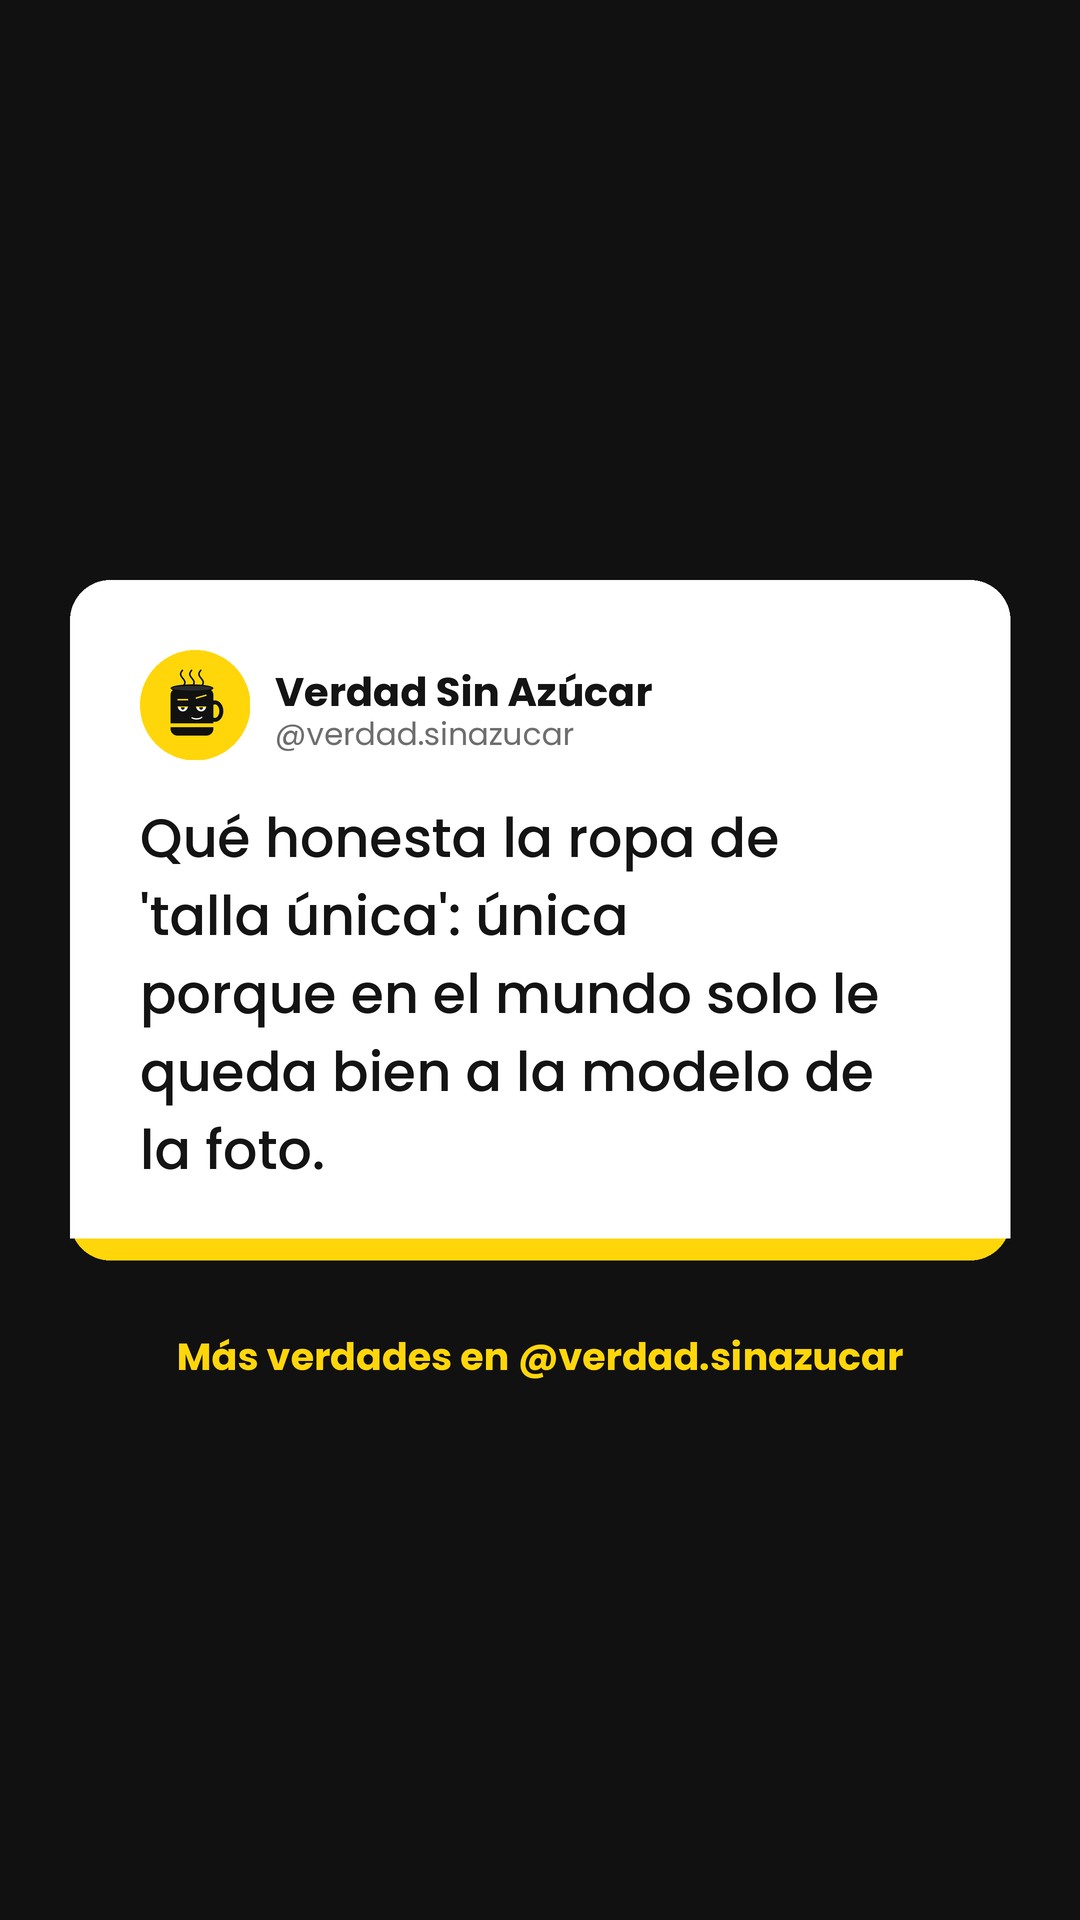 Verdad Sin Azúcar
@verdad.sinazucar
Qué honesta la ropa de
'talla única': única
porque en el mundo solo le
queda bien a la modelo de
la foto.
Más verdades en @verdad.sinazucar